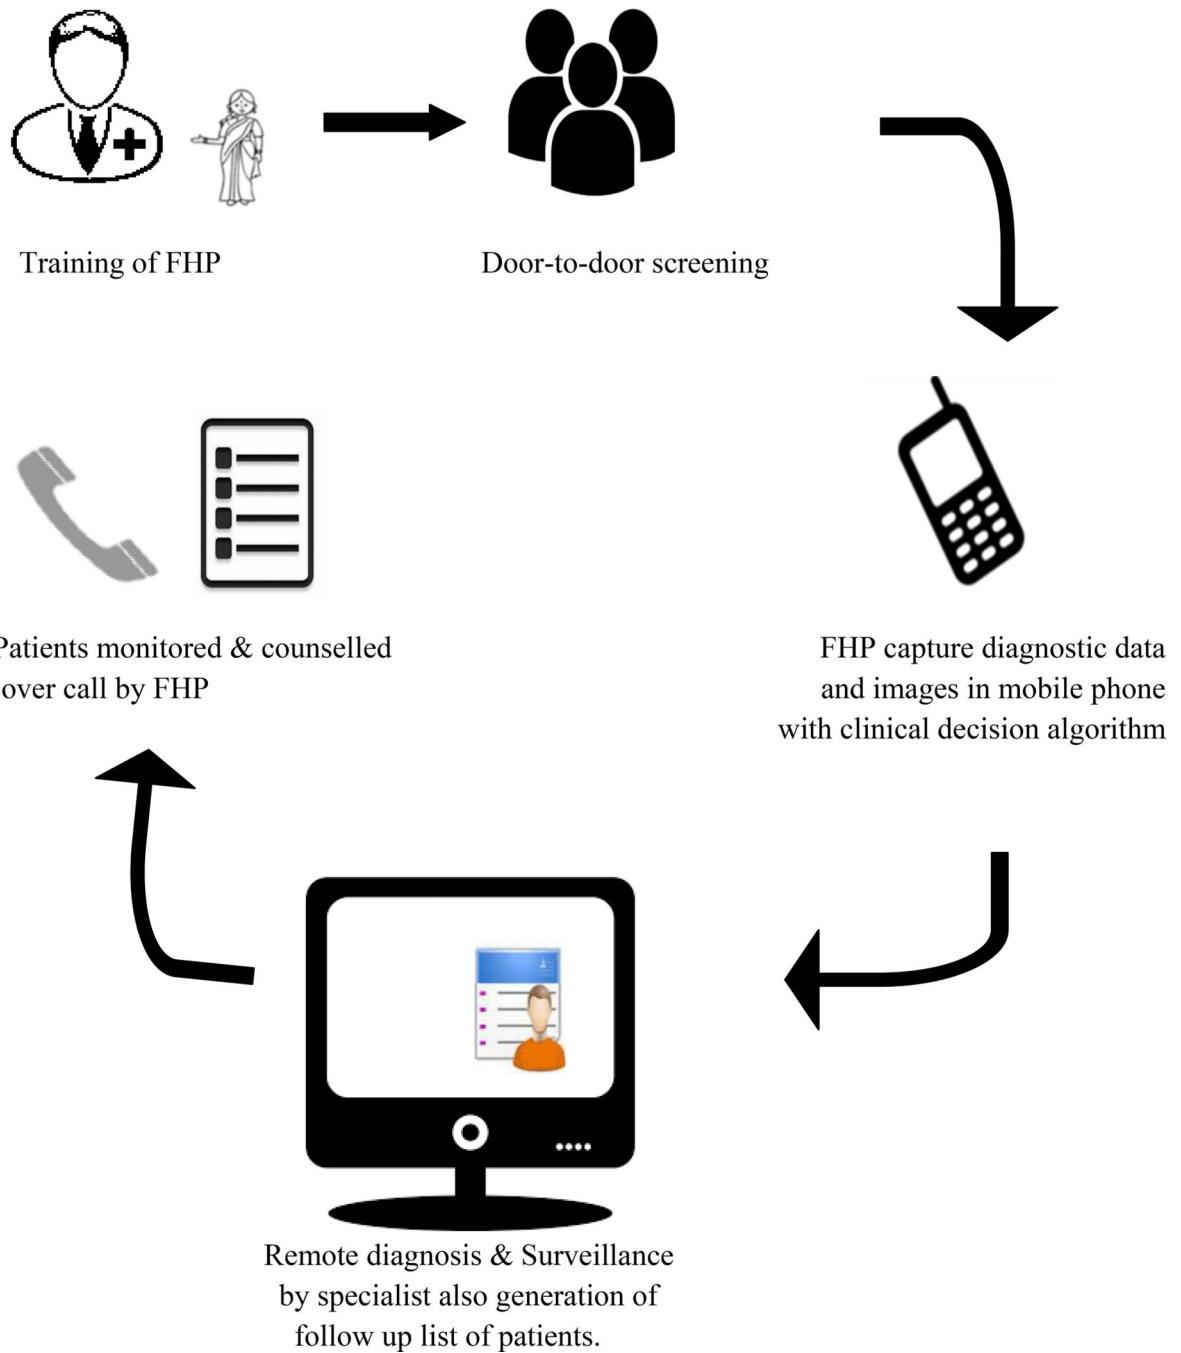 Training of FHP
Door-to-door screening
Patients monitored & counselled
over call by FHP
FHP capture diagnostic data
and images in mobile phone
with clinical decision algorithm
Remote diagnosis & Surveillance
by specialist also generation of
follow up list of patients.